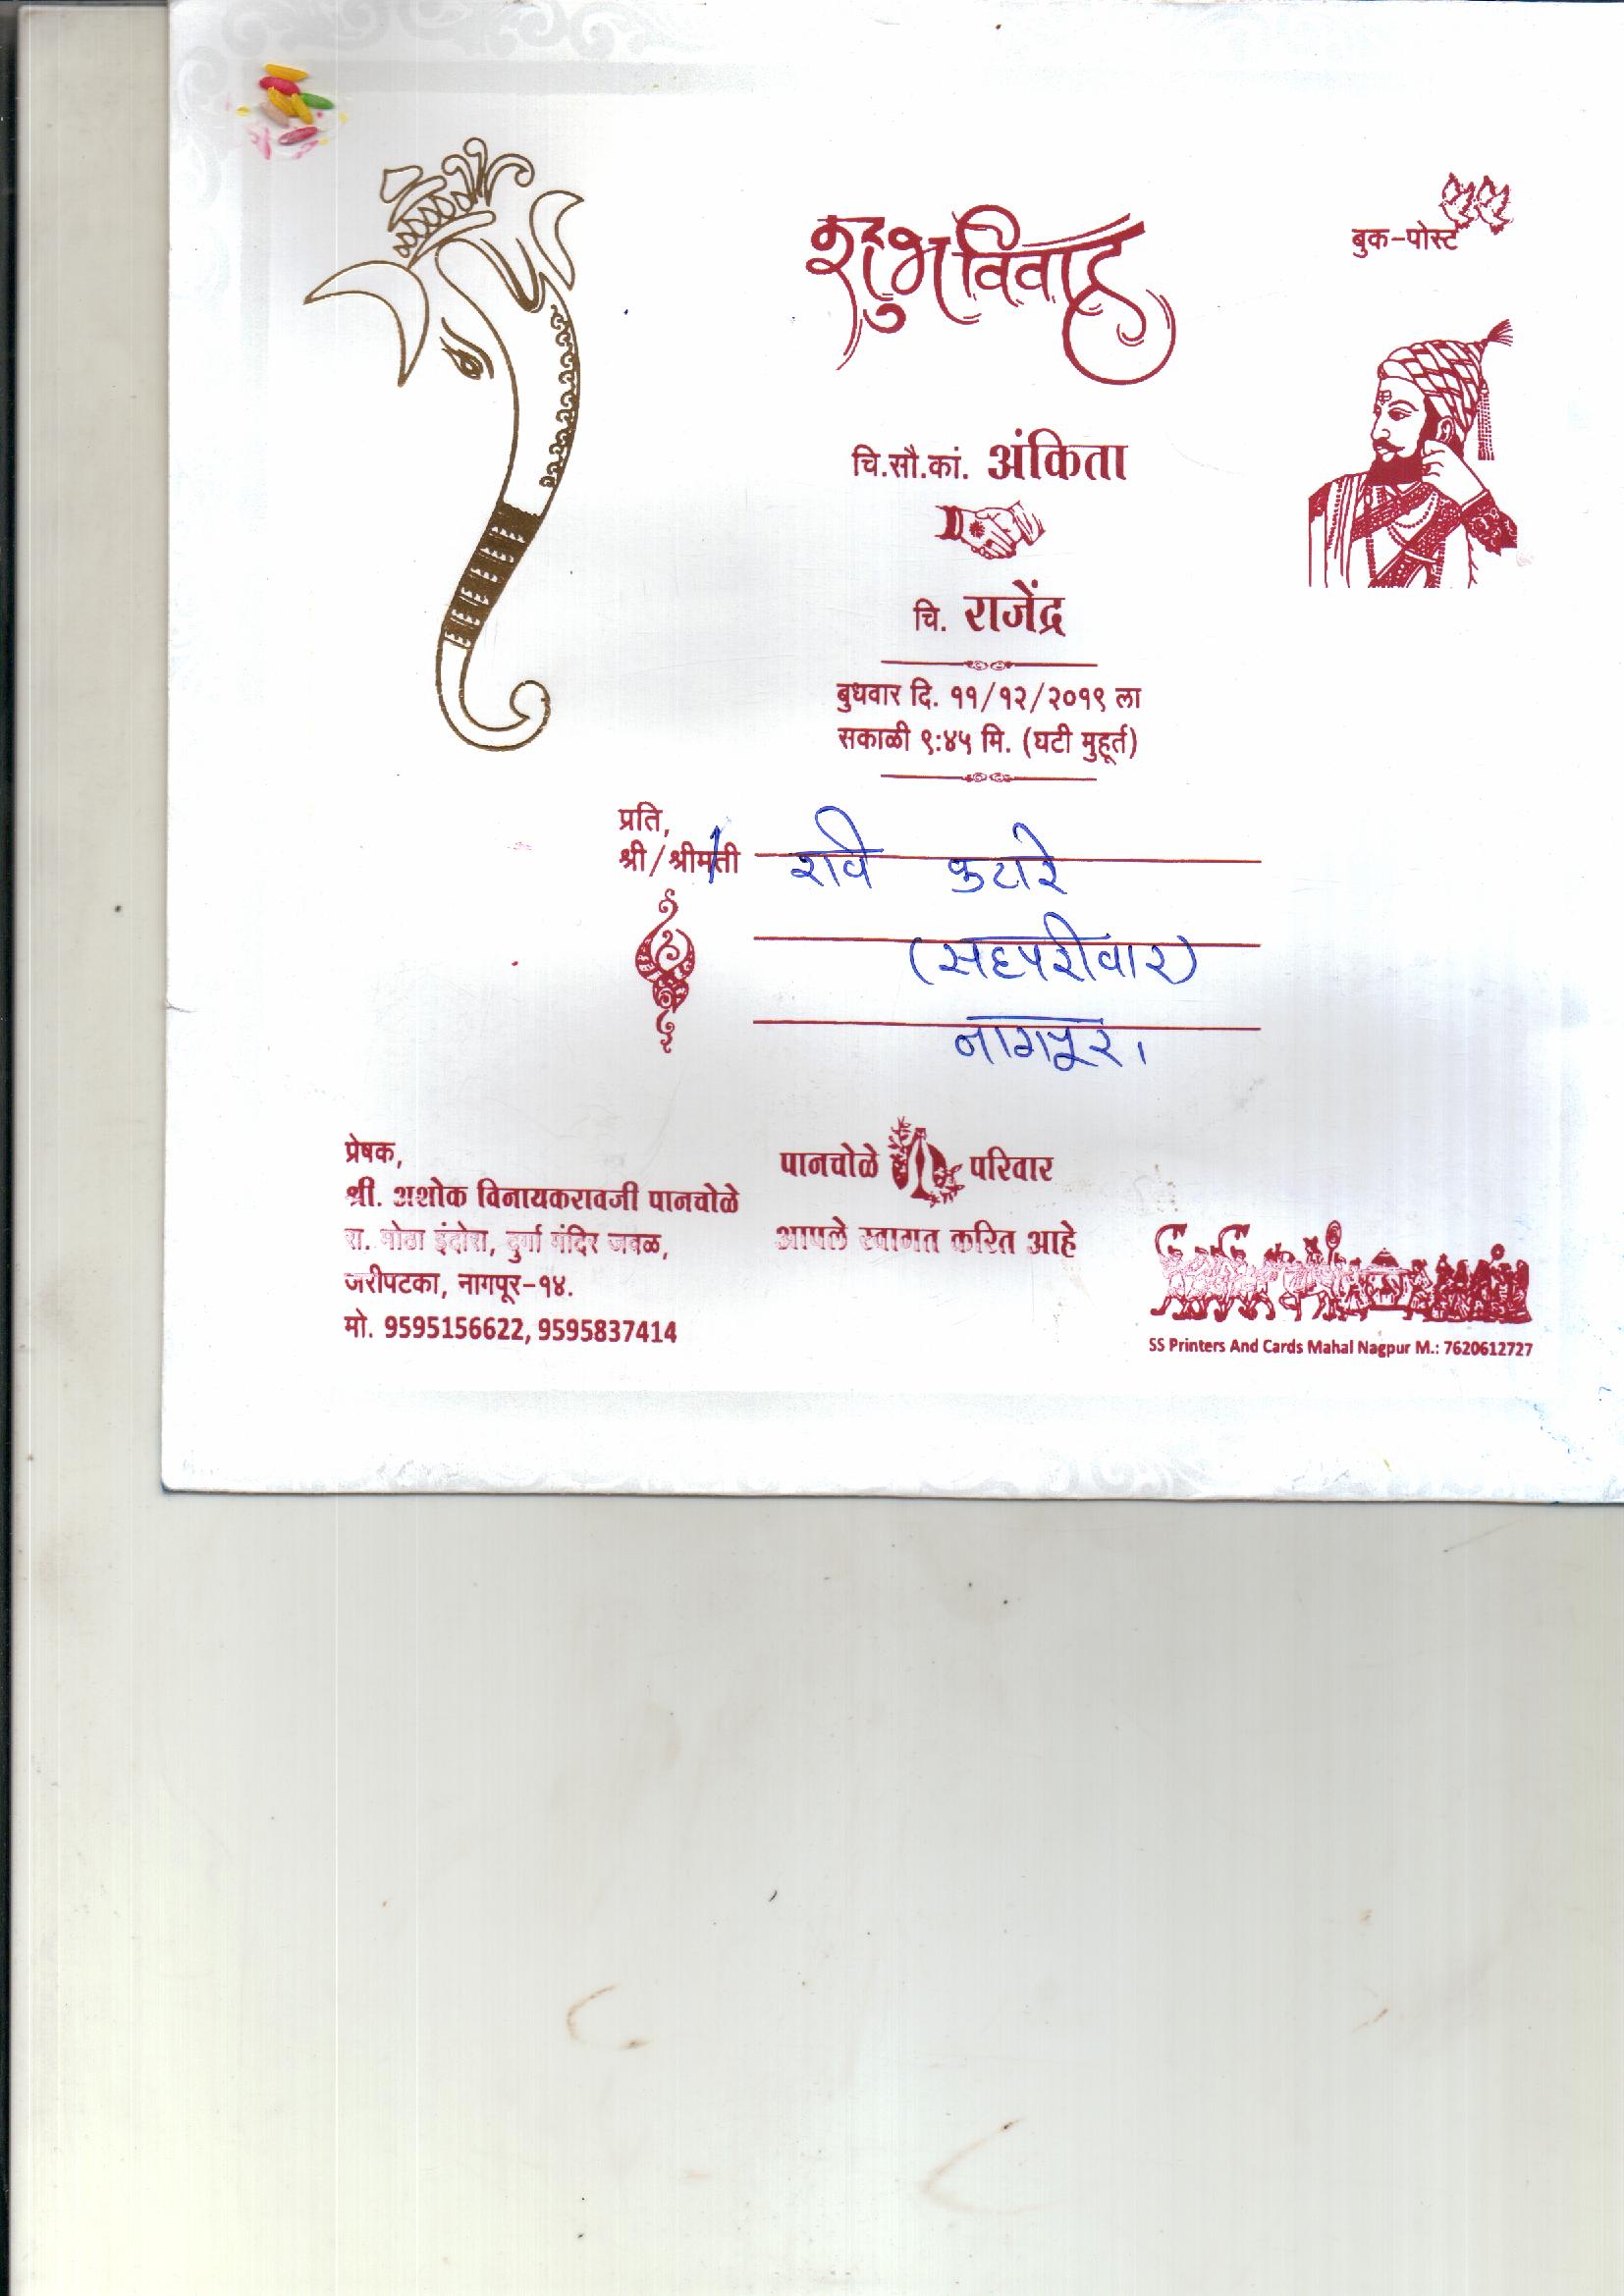 बुक-पोस्ट
शुभविवाह
चि.सौ.कां. अंकिता
चि. राजेंद्र
बुधवार दि. ११/१२/२०१९ ला
सकाळी ९:४५ मि. (घटी मुहूर्त)
प्रति,
श्री/श्रीमती रवि कुटारे
(सहपरीवार)
नागपूर।
प्रेषक,
श्री. अशोक विनायकरावजी पानचोळे
रा. मोठा इंदोरा, दुर्गा मंदिर जवळ,
जरीपटका, नागपूर-१४.
मो. 9595156622, 9595837414
पानचोळे परिवार
आपले स्वागत करित आहे
SS Printers And Cards Mahal Nagpur M.: 7620612727